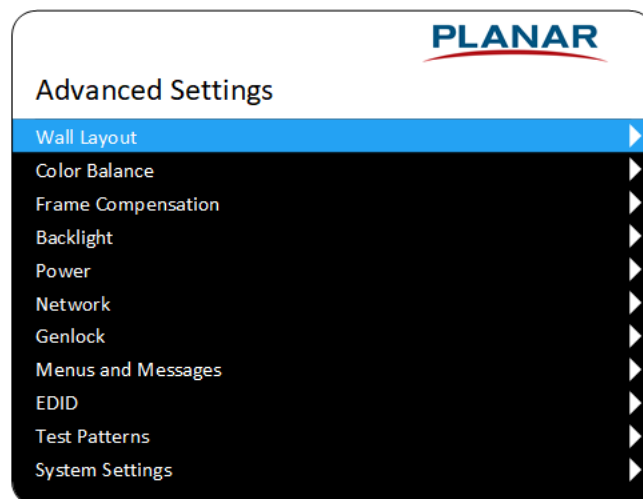 PLANAR
Advanced Settings
Wall Layout
Color Balance
Frame Compensation
Backlight
Power
Network
Genlock
Menus and Messages
EDID
Test Patterns
System Settings